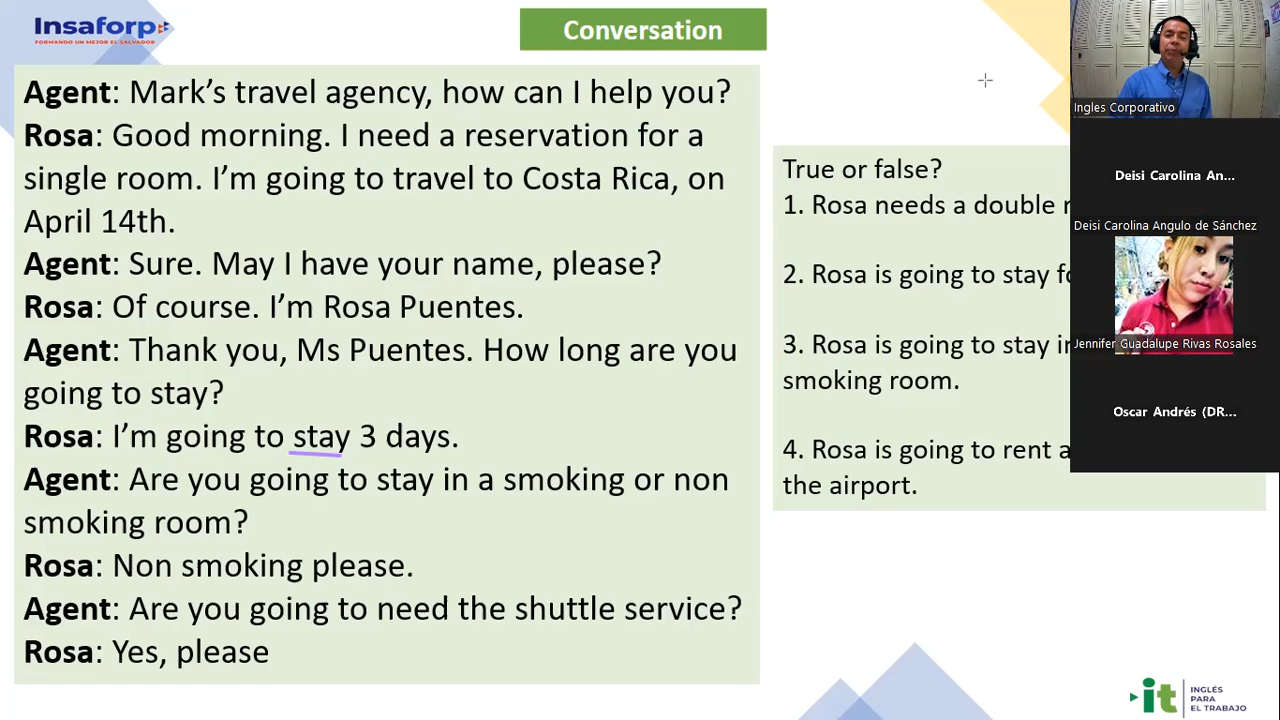 Insaforp
FORMANDO UN MEJOR EL SALVADOR
Conversation
Agent: Mark's travel agency, how can I help you?
Rosa: Good morning. I need a reservation for a
single room. I'm going to travel to Costa Rica, on
April 14th.
Agent: Sure. May I have your name, please?
Rosa: Of course. I'm Rosa Puentes.
Agent: Thank you, Ms Puentes. How long are you
going to stay?
Rosa: I'm going to stay 3 days.
Agent: Are you going to stay in a smoking or non
smoking room?
Rosa: Non smoking please.
Agent: Are you going to need the shuttle service?
Rosa: Yes, please
True or false?
1. Rosa needs a double
2. Rosa is going to stay
3. Rosa is going to stay
smoking room.
4. Rosa is going to rent
the airport.
Ingles Corporativo
Deisi Carolina An...
Deisi Carolina Angulo de Sánchez
Jennifer Guadalupe Rivas Rosales
Oscar Andrés (DR...
it
INGLÉS
PARA
EL TRABAJO